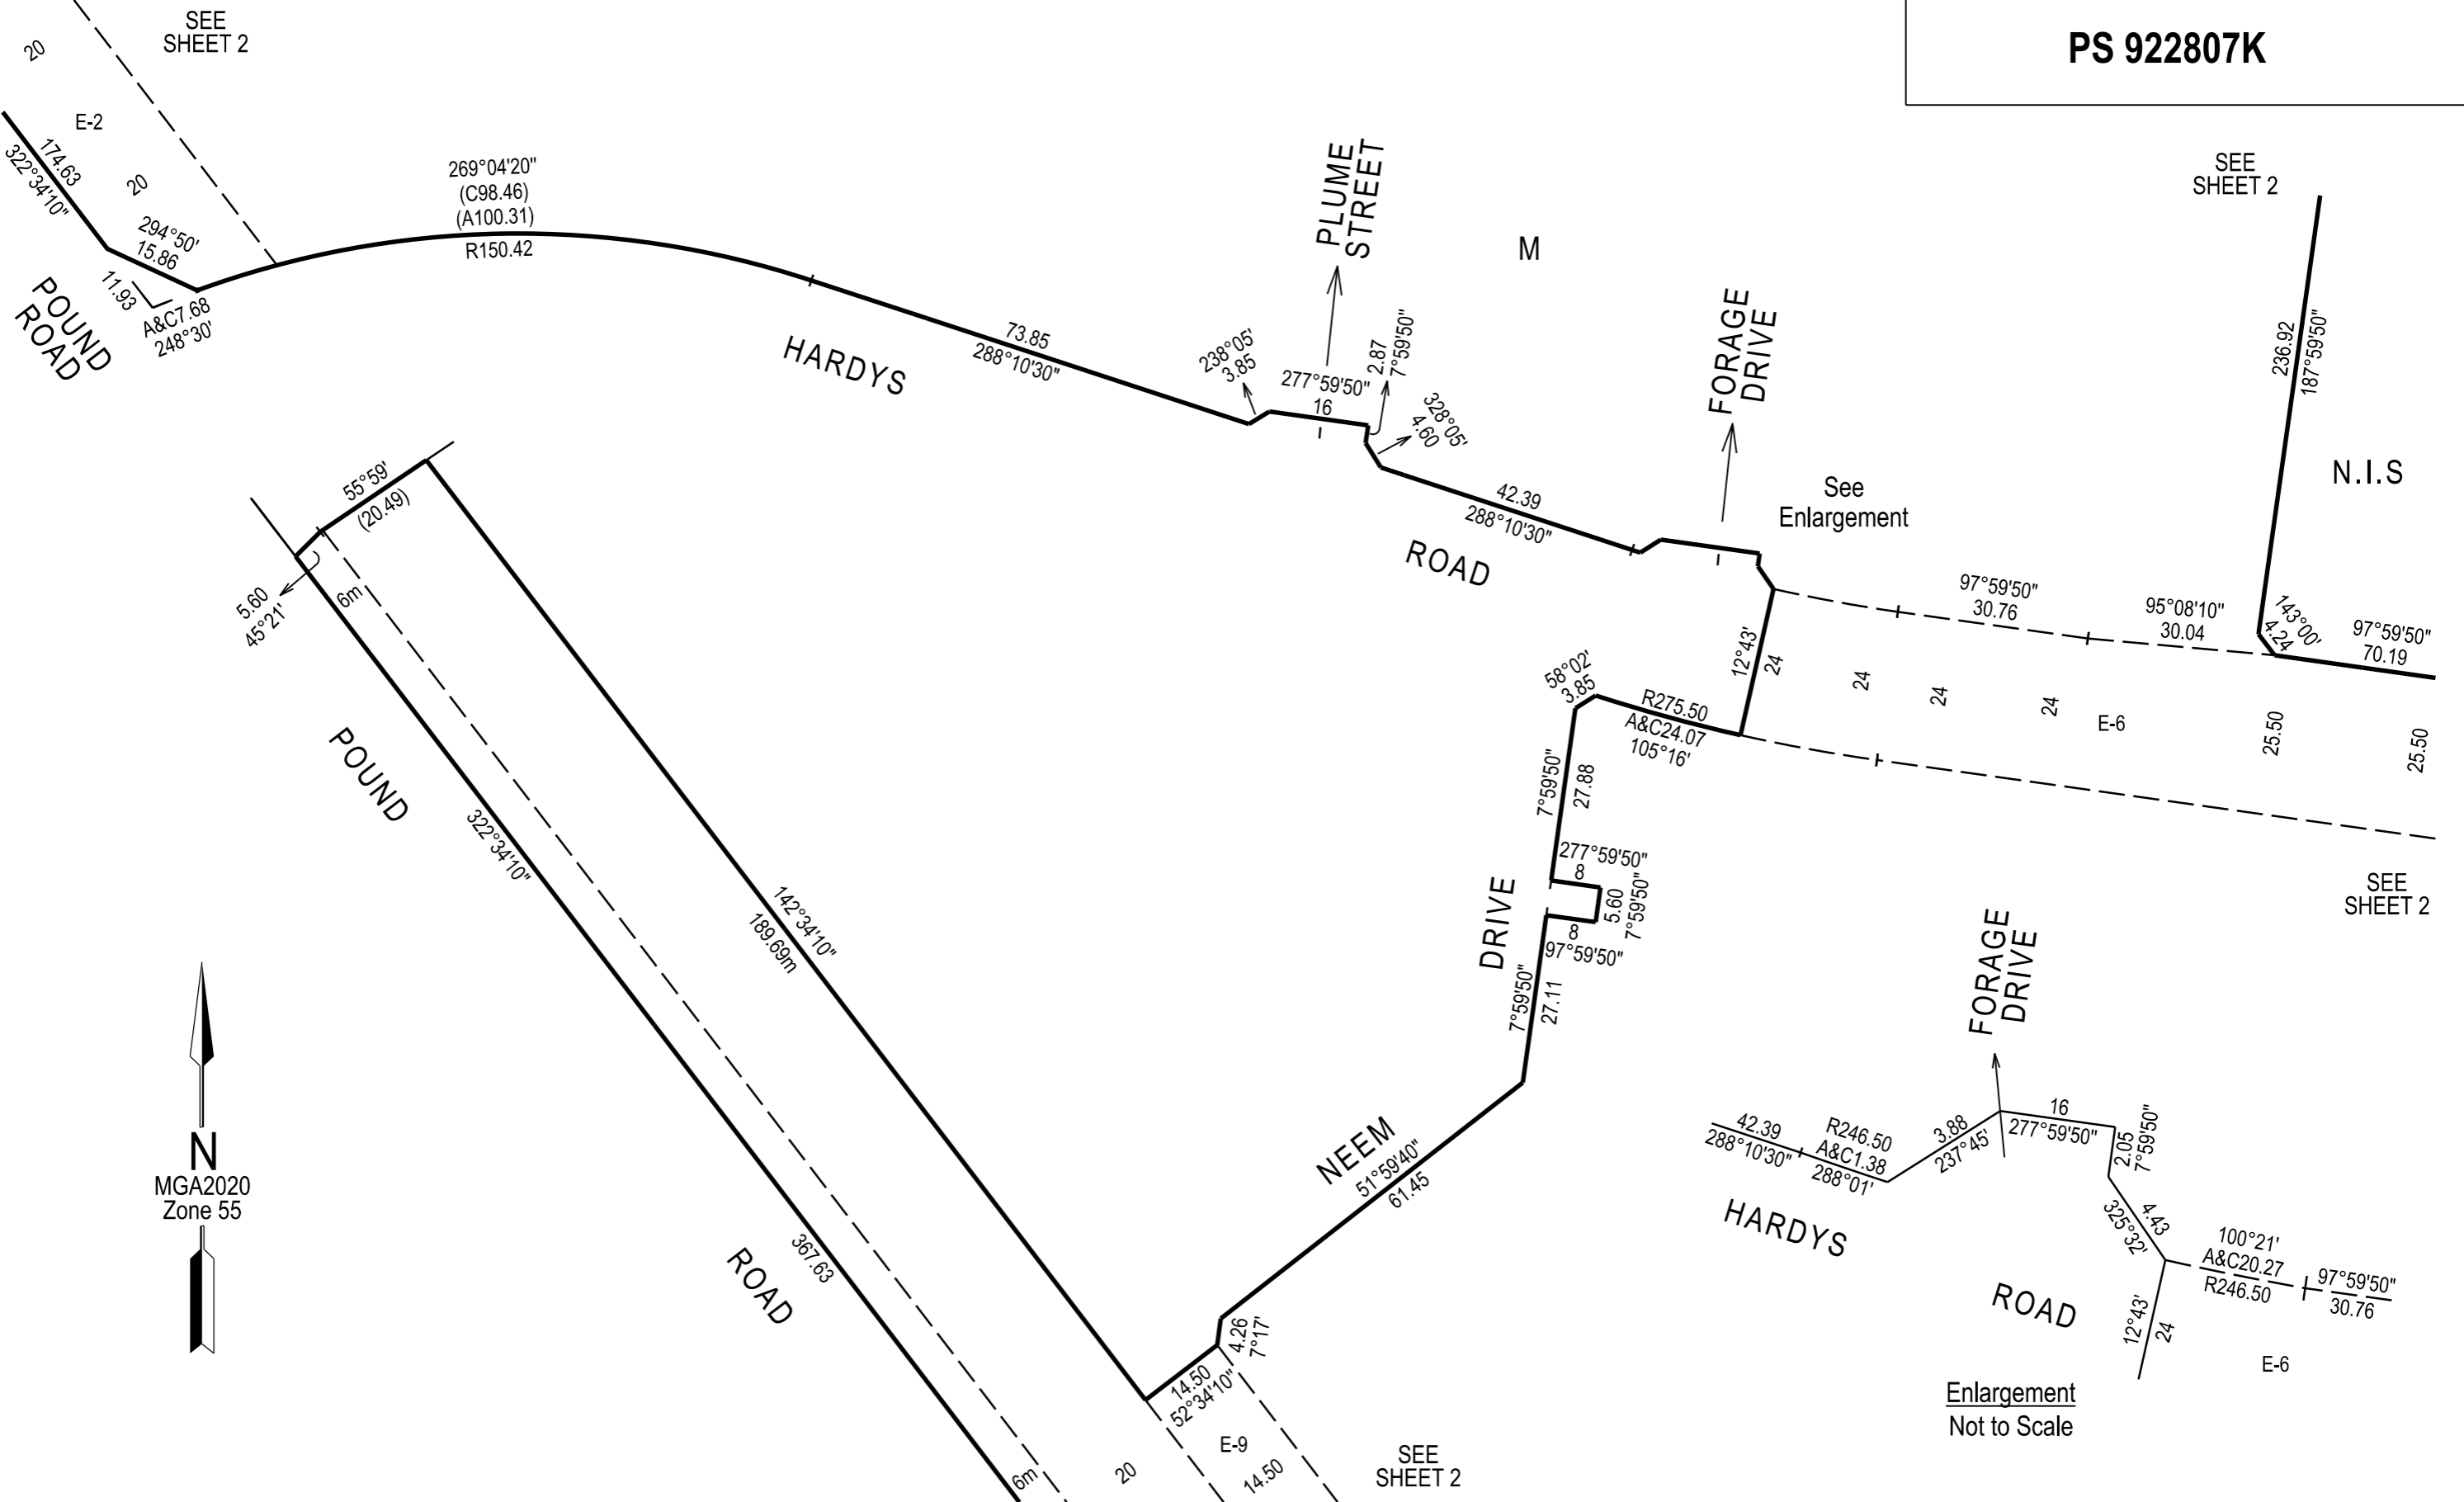 PS 922807K
SEE
SHEET 2
20
E-2
20
174.63
322°34'10"
294°50'
15.86
11.93
A&C7.68
248°30'
POUND
ROAD
269°04'20"
(C98.46)
(A100.31)
R150.42
HARDYS
73.85
288°10'30"
238°05'
3.85
277°59'50"
16
2.87
7°59'50"
328°05'
4.60
PLUME
STREET
M
FORAGE
DRIVE
SEE
SHEET 2
236.92
187°59'50"
N.I.S
See
Enlargement
42.39
288°10'30"
ROAD
97°59'50"
30.76
95°08'10"
30.04
143°00'
4.24
97°59'50"
70.19
12°43'
24
24
24
24
E-6
25.50
25.50
58°02'
3.85
R275.50
A&C24.07
105°16'
7°59'50"
27.88
277°59'50"
8
5.60
7°59'50"
8
97°59'50"
DRIVE
7°59'50"
27.11
SEE
SHEET 2
55°59'
(20.49)
5.60
45°21'
6m
POUND
322°34'10"
142°34'10"
189.69m
ROAD
367.63
NEEM
51°59'40"
61.45
4.26
7°17'
14.50
52°34'10"
E-9
14.50
20
6m
SEE
SHEET 2
N
MGA2020
Zone 55
FORAGE
DRIVE
42.39
288°10'30"
R246.50
A&C1.38
288°01'
3.88
237°45'
16
277°59'50"
2.05
7°59'50"
4.43
325°32'
100°21'
A&C20.27
R246.50
97°59'50"
30.76
HARDYS
ROAD
12°43'
24
E-6
Enlargement
Not to Scale